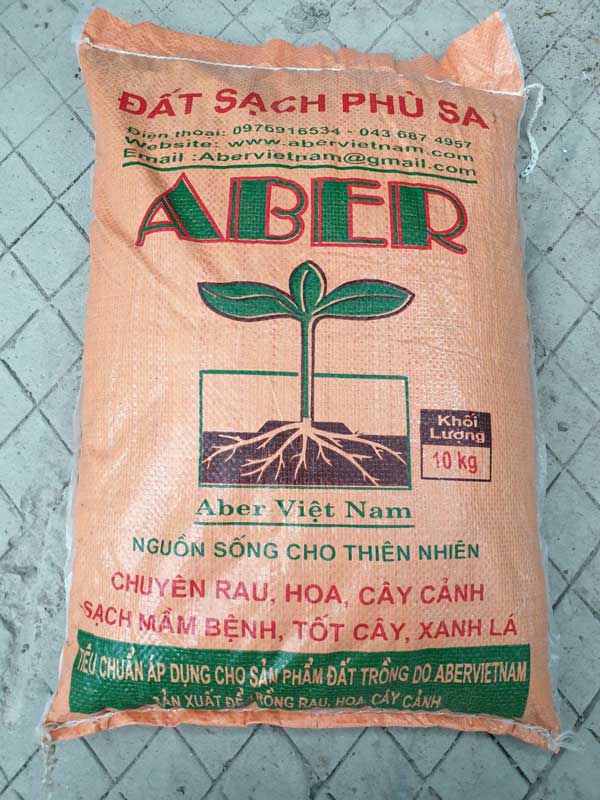 ĐẤT SẠCH PHÙ SA
Điện thoại: 0976916534 - 043 687 4957
Website: www.abervietnam.com
Email :Abervietnam@gmail.com
ABER
Khối
Lượng
10 kg
Aber Việt Nam
NGUỒN SỐNG CHO THIÊN NHIÊN
CHUYÊN RAU, HOA, CÂY CẢNH
SẠCH MẦM BỆNH, TỐT CÂY, XANH LÁ
TIÊU CHUẨN ÁP DỤNG CHO SẢN PHẨM ĐẤT TRỒNG DO ABERVIETNAM
SẢN XUẤT ĐỂ TRỒNG RAU, HOA, CÂY CẢNH